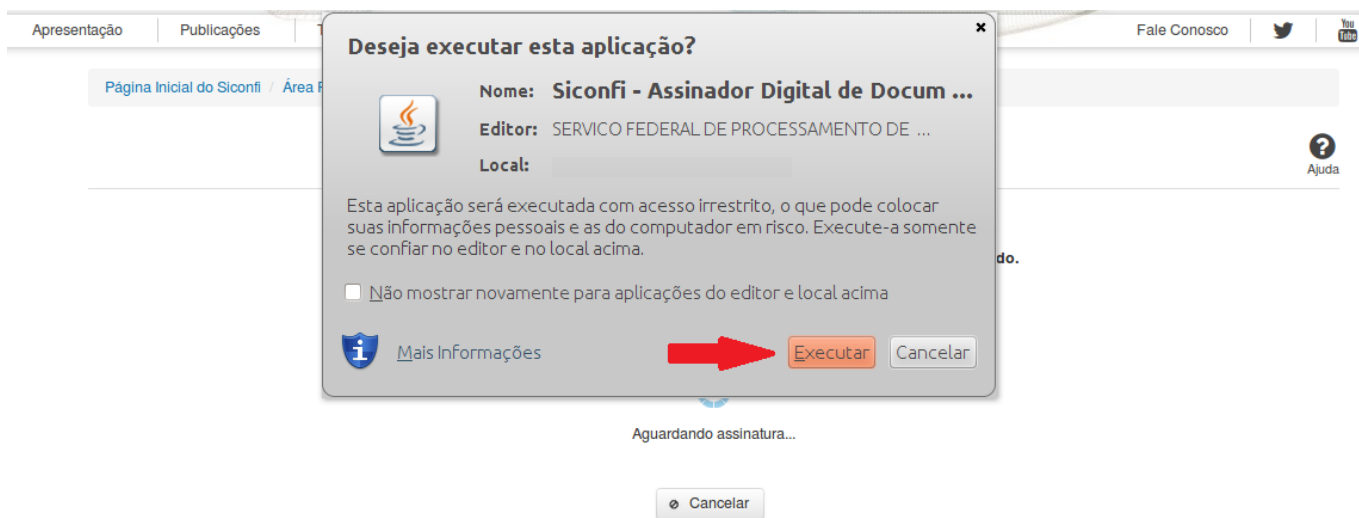 Apresentação
Publicações
Fale Conosco
You
Tube
Página Inicial do Siconfi / Área
Ajuda
Deseja executar esta aplicação?
Nome: Siconfi - Assinador Digital de Docum ...
Editor: SERVICO FEDERAL DE PROCESSAMENTO DE ...
Local:
Esta aplicação será executada com acesso irrestrito, o que pode colocar
suas informações pessoais e as do computador em risco. Execute-a somente
se confiar no editor e no local acima.
do.
Não mostrar novamente para aplicações do editor e local acima
Mais Informações
Executar
Cancelar
Aguardando assinatura...
Cancelar